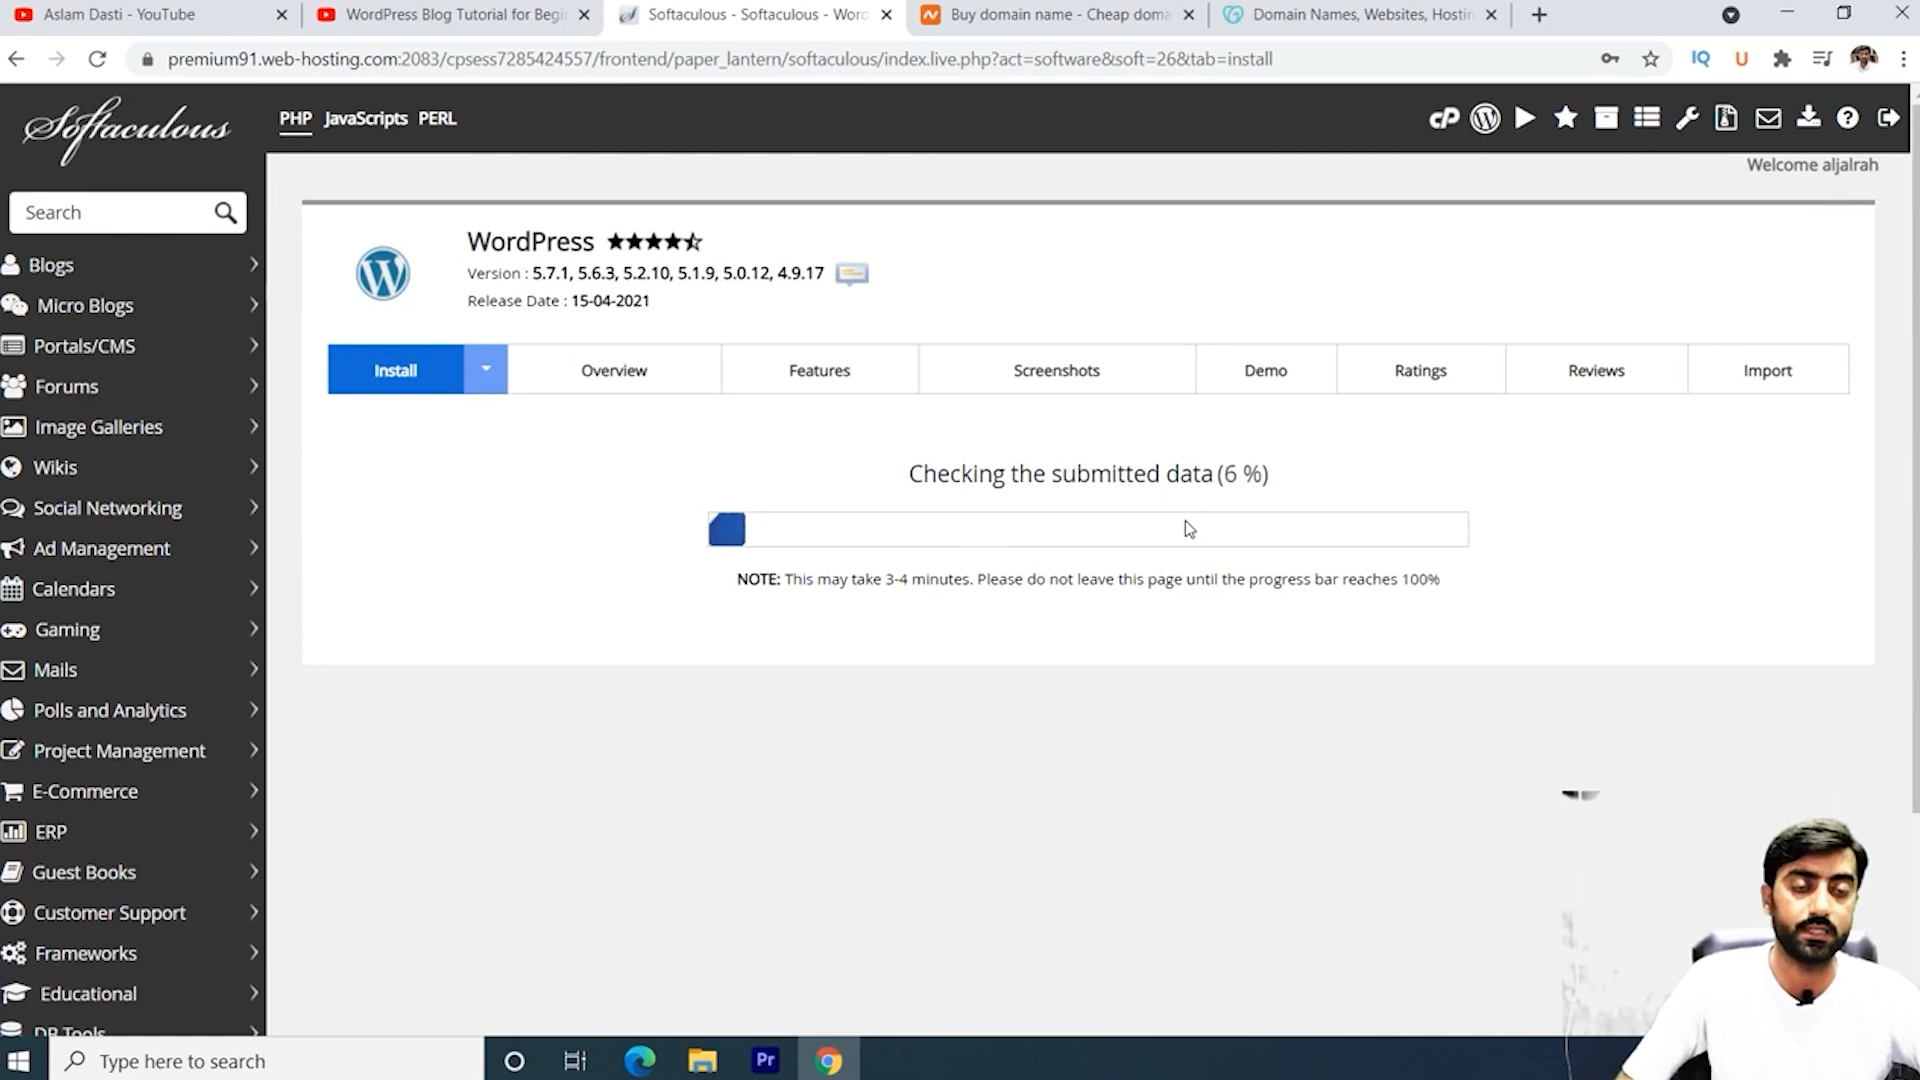 Aslam Dasti - YouTube
WordPress Blog Tutorial for Begi
Softaculous - Softaculous - Word
Buy domain name - Cheap doma
Domain Names, Websites, Hostin
premium91.web-hosting.com:2083/cpsess7285424557/frontend/paper_lantern/softaculous/index.live.php?act=software&soft=26&tab=install
IQ
U
Softaculous
PHP JavaScripts PERL
cP
Welcome aljalrah
Search
Blogs
Micro Blogs
Portals/CMS
Forums
Image Galleries
Wikis
Social Networking
Ad Management
Calendars
Gaming
Mails
Polls and Analytics
Project Management
E-Commerce
ERP
Guest Books
Customer Support
Frameworks
Educational
DB Tools
WordPress
Version : 5.7.1, 5.6.3, 5.2.10, 5.1.9, 5.0.12, 4.9.17
Release Date : 15-04-2021
Install Overview Features Screenshots Demo Ratings Reviews Import
Checking the submitted data (6 %)
NOTE: This may take 3-4 minutes. Please do not leave this page until the progress bar reaches 100%
Type here to search
Pr